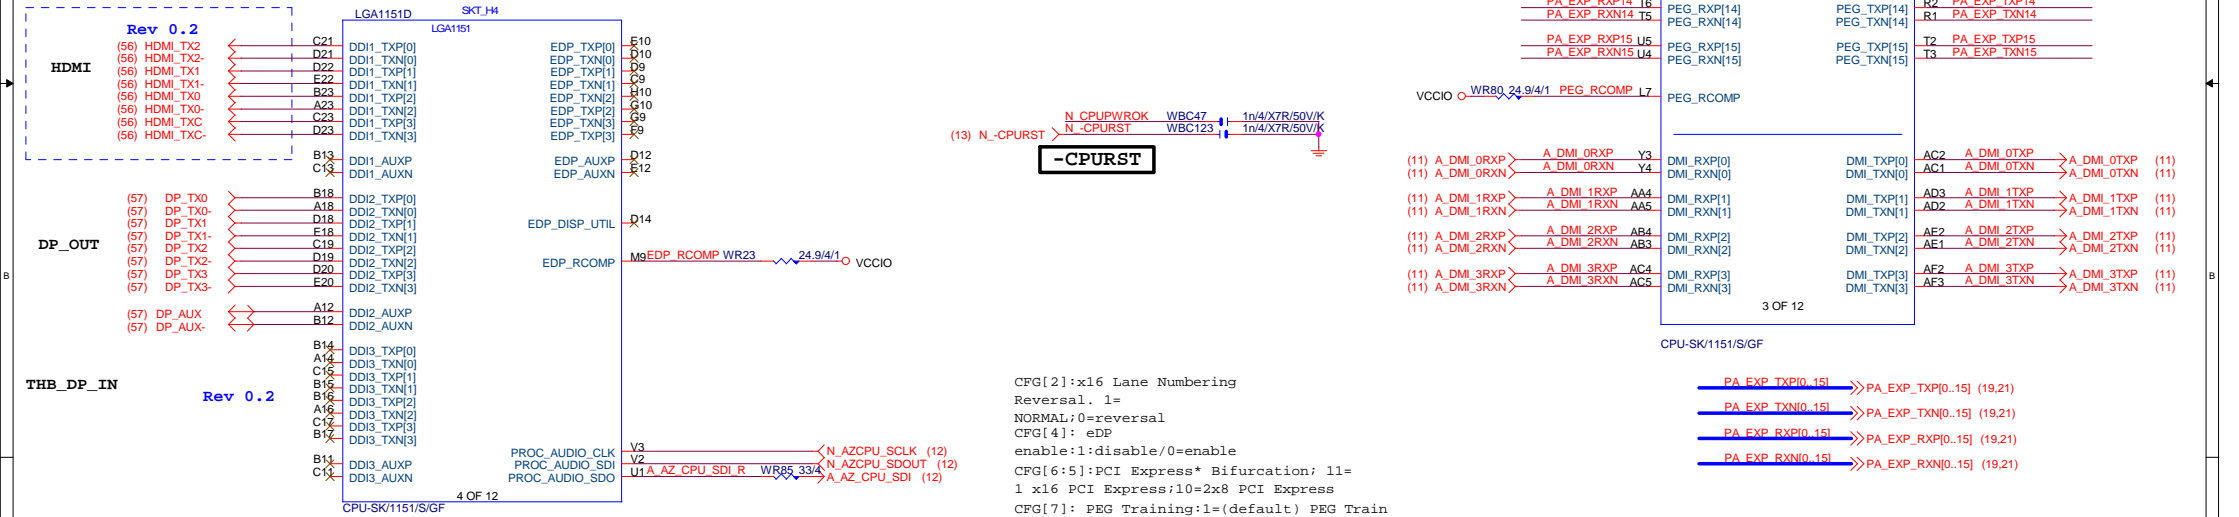 LGA1151D
SKT_H4
LGA1151
Rev 0.2
HDMI
(56) HDMI_TX2 C21 DDI1_TXP[0] EDP_TXP[0] E10
(56) HDMI_TX2- D21 DDI1_TXN[0] EDP_TXN[0] D10
(56) HDMI_TX1 D22 DDI1_TXP[1] EDP_TXP[1] D9
(56) HDMI_TX1- E22 DDI1_TXN[1] EDP_TXN[1] C9
(56) HDMI_TX0 B23 DDI1_TXP[2] EDP_TXN[2] H10
(56) HDMI_TX0- A23 DDI1_TXN[2] EDP_TXP[2] G10
(56) HDMI_TXC C23 DDI1_TXP[3] EDP_TXN[3] G9
(56) HDMI_TXC- D23 DDI1_TXN[3] EDP_TXP[3] F9
B13 DDI1_AUXP EDP_AUXP D12
C13 DDI1_AUXN EDP_AUXN E12
DP_OUT
(57) DP_TX0 B18 DDI2_TXP[0]
(57) DP_TX0- A18 DDI2_TXN[0]
(57) DP_TX1 D18 DDI2_TXP[1] EDP_DISP_UTIL D14
(57) DP_TX1- E18 DDI2_TXN[1]
(57) DP_TX2 C19 DDI2_TXP[2]
(57) DP_TX2- D19 DDI2_TXN[2] EDP_RCOMP M9 EDP_RCOMP WR23 24.9/4/1 VCCIO
(57) DP_TX3 D20 DDI2_TXP[3]
(57) DP_TX3- E20 DDI2_TXN[3]
(57) DP_AUX A12 DDI2_AUXP
(57) DP_AUX- B12 DDI2_AUXN
THB_DP_IN
Rev 0.2
B14 DDI3_TXP[0]
A14 DDI3_TXN[0]
C15 DDI3_TXP[1]
B15 DDI3_TXN[1]
B16 DDI3_TXP[2]
A16 DDI3_TXN[2]
C17 DDI3_TXP[3]
B17 DDI3_TXN[3]
B11 DDI3_AUXP
C11 DDI3_AUXN
PROC_AUDIO_CLK V3 N_AZCPU_SCLK (12)
PROC_AUDIO_SDI V2 N_AZCPU_SDOUT (12)
PROC_AUDIO_SDO U1 A_AZ_CPU_SDI_R WR85 33/4 A_AZ_CPU_SDI (12)
4 OF 12
CPU-SK/1151/S/GF
B
N_CPUPWROK WBC47 1n/4/X7R/50V/K
(13) N_-CPURST N_-CPURST WBC123 1n/4/X7R/50V/K
-CPURST
CFG[2]:x16 Lane Numbering
Reversal. 1=
NORMAL;0=reversal
CFG[4]: eDP
enable:1:disable/0=enable
CFG[6:5]:PCI Express* Bifurcation; 11=
1 x16 PCI Express;10=2x8 PCI Express
CFG[7]: PEG Training:1=(default) PEG Train
PA_EXP_RXP14 T6 PEG_RXP[14] PEG_TXP[14] R2 PA_EXP_TXP14
PA_EXP_RXN14 T5 PEG_RXN[14] PEG_TXN[14] R1 PA_EXP_TXN14
PA_EXP_RXP15 U5 PEG_RXP[15] PEG_TXP[15] T2 PA_EXP_TXP15
PA_EXP_RXN15 U4 PEG_RXN[15] PEG_TXN[15] T3 PA_EXP_TXN15
VCCIO WR80 24.9/4/1 PEG_RCOMP L7 PEG_RCOMP
(11) A_DMI_0RXP A_DMI_0RXP Y3 DMI_RXP[0] DMI_TXP[0] AC2 A_DMI_0TXP A_DMI_0TXP (11)
(11) A_DMI_0RXN A_DMI_0RXN Y4 DMI_RXN[0] DMI_TXN[0] AC1 A_DMI_0TXN A_DMI_0TXN (11)
(11) A_DMI_1RXP A_DMI_1RXP AA4 DMI_RXP[1] DMI_TXP[1] AD3 A_DMI_1TXP A_DMI_1TXP (11)
(11) A_DMI_1RXN A_DMI_1RXN AA5 DMI_RXN[1] DMI_TXN[1] AD2 A_DMI_1TXN A_DMI_1TXN (11)
(11) A_DMI_2RXP A_DMI_2RXP AB4 DMI_RXP[2] DMI_TXP[2] AE2 A_DMI_2TXP A_DMI_2TXP (11)
(11) A_DMI_2RXN A_DMI_2RXN AB3 DMI_RXN[2] DMI_TXN[2] AE1 A_DMI_2TXN A_DMI_2TXN (11)
(11) A_DMI_3RXP A_DMI_3RXP AC4 DMI_RXP[3] DMI_TXP[3] AF2 A_DMI_3TXP A_DMI_3TXP (11)
(11) A_DMI_3RXN A_DMI_3RXN AC5 DMI_RXN[3] DMI_TXN[3] AF3 A_DMI_3TXN A_DMI_3TXN (11)
3 OF 12
CPU-SK/1151/S/GF
PA_EXP_TXP[0..15] PA_EXP_TXP[0..15] (19,21)
PA_EXP_TXN[0..15] PA_EXP_TXN[0..15] (19,21)
PA_EXP_RXP[0..15] PA_EXP_RXP[0..15] (19,21)
PA_EXP_RXN[0..15] PA_EXP_RXN[0..15] (19,21)
B